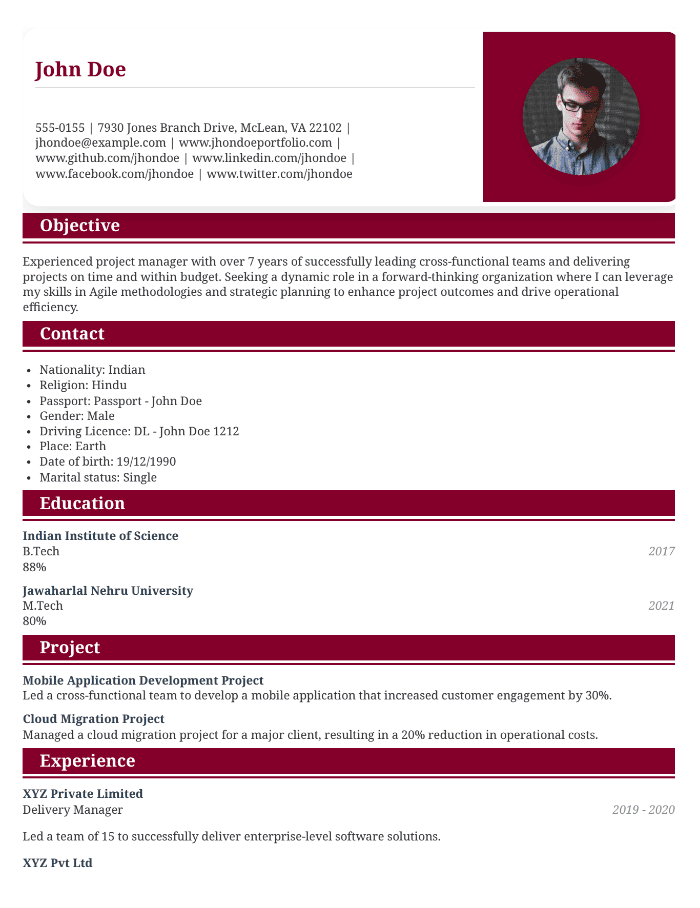 John Doe
555-0155 | 7930 Jones Branch Drive, McLean, VA 22102 |
jhondoe@example.com | www.jhondoeportfolio.com |
www.github.com/jhondoe | www.linkedin.com/jhondoe |
www.facebook.com/jhondoe | www.twitter.com/jhondoe
Objective
Experienced project manager with over 7 years of successfully leading cross-functional teams and delivering
projects on time and within budget. Seeking a dynamic role in a forward-thinking organization where I can leverage
my skills in Agile methodologies and strategic planning to enhance project outcomes and drive operational
efficiency.
Contact
• Nationality: Indian
• Religion: Hindu
• Passport: Passport - John Doe
• Gender: Male
• Driving Licence: DL - John Doe 1212
• Place: Earth
• Date of birth: 19/12/1990
• Marital status: Single
Education
Indian Institute of Science
B.Tech 2017
88%
Jawaharlal Nehru University
M.Tech 2021
80%
Project
Mobile Application Development Project
Led a cross-functional team to develop a mobile application that increased customer engagement by 30%.
Cloud Migration Project
Managed a cloud migration project for a major client, resulting in a 20% reduction in operational costs.
Experience
XYZ Private Limited
Delivery Manager 2019 - 2020
Led a team of 15 to successfully deliver enterprise-level software solutions.
XYZ Pvt Ltd